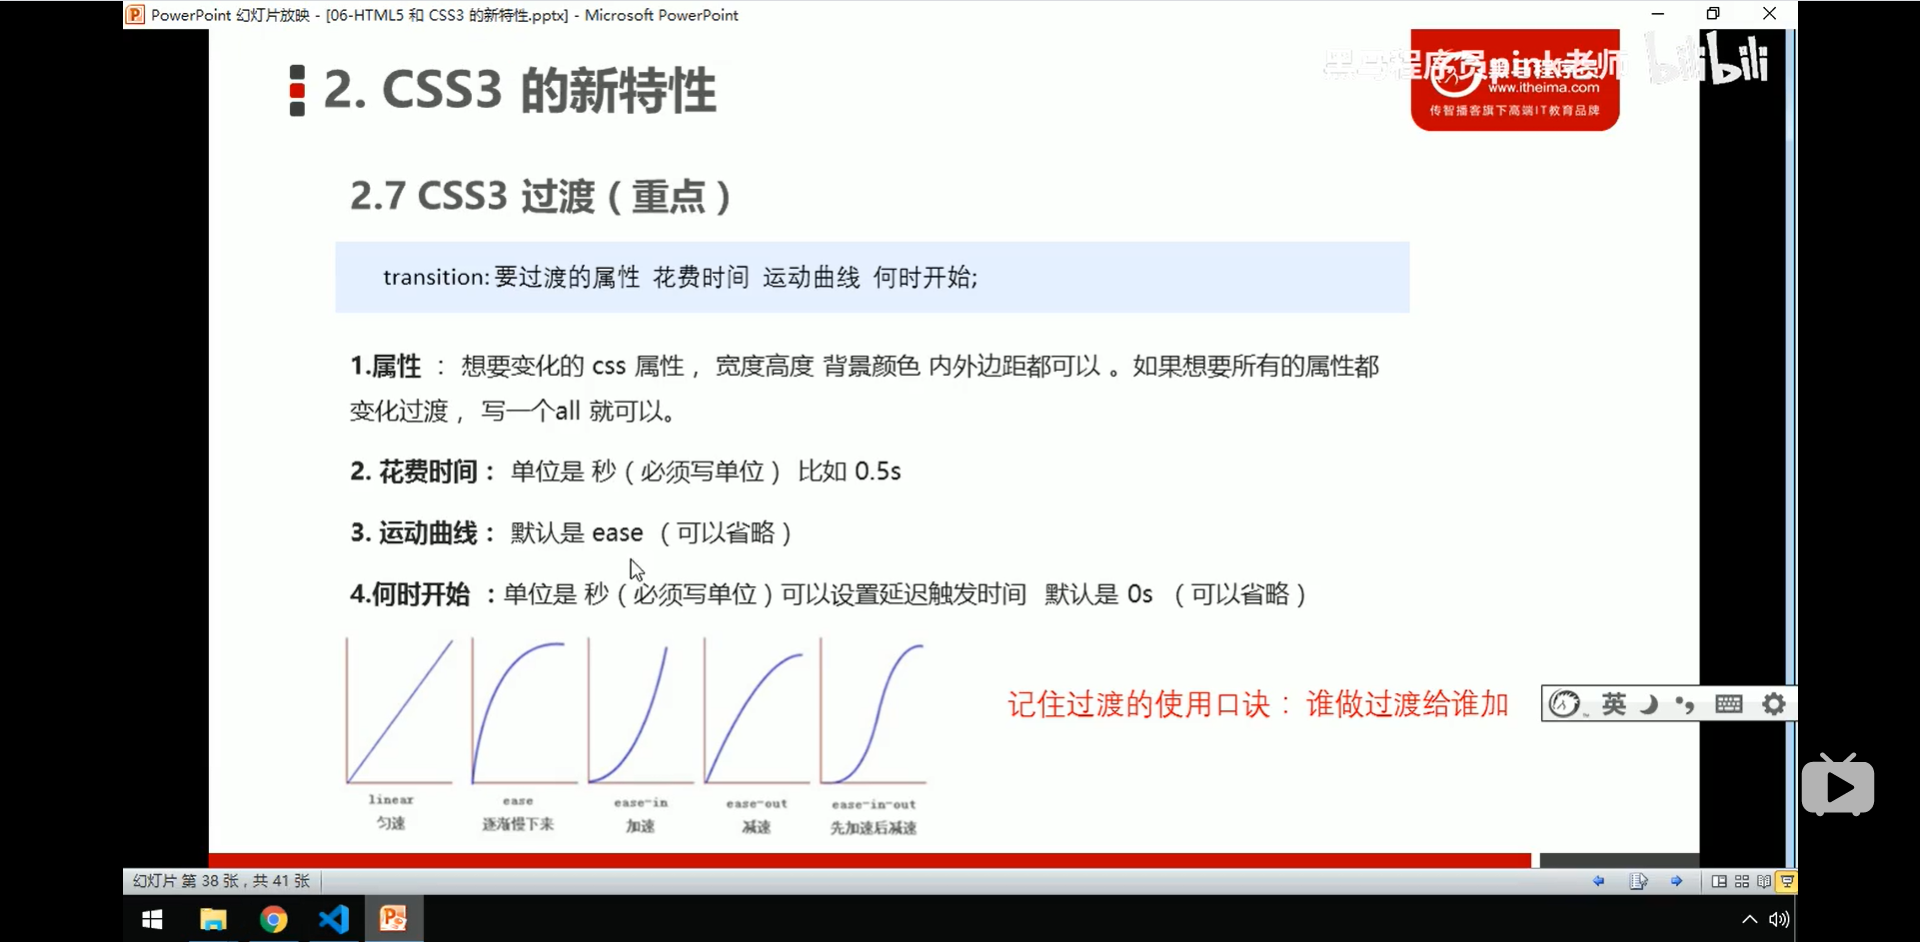 PowerPoint 幻灯片放映 - [06-HTML5 和 CSS3 的新特性.pptx] - Microsoft PowerPoint
黑马程序员pink老师 bilibili
www.itheima.com
传智播客旗下高端IT教育品牌
2. CSS3 的新特性
2.7 CSS3 过渡（重点）
transition: 要过渡的属性 花费时间 运动曲线 何时开始;
1.属性 ： 想要变化的 css 属性， 宽度高度 背景颜色 内外边距都可以 。如果想要所有的属性都
变化过渡， 写一个all 就可以。
2. 花费时间： 单位是 秒（必须写单位） 比如 0.5s
3. 运动曲线： 默认是 ease （可以省略）
4.何时开始 ：单位是 秒（必须写单位）可以设置延迟触发时间 默认是 0s （可以省略）
linear ease ease-in ease-out ease-in-out
匀速 逐渐慢下来 加速 减速 先加速后减速
记住过渡的使用口诀： 谁做过渡给谁加
英
幻灯片 第 38 张，共 41 张